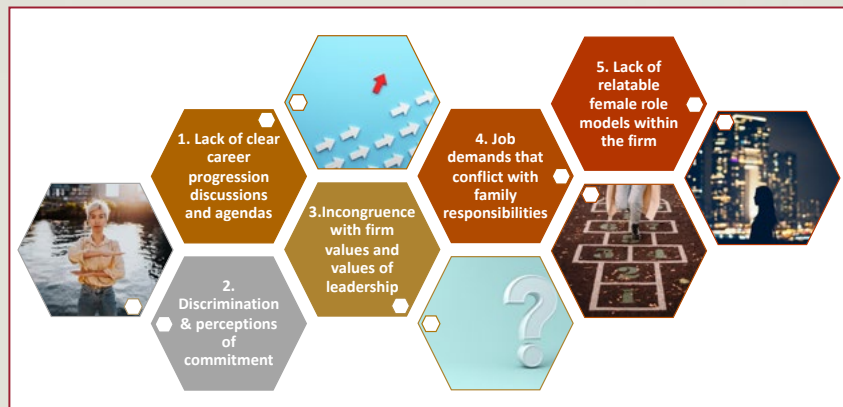 1. Lack of clear
career
progression
discussions
and agendas
2.
Discrimination
& perceptions
of
commitment
3.Incongruence
with firm
values and
values of
leadership
4. Job
demands that
conflict with
family
responsibilities
5. Lack of
relatable
female role
models within
the firm